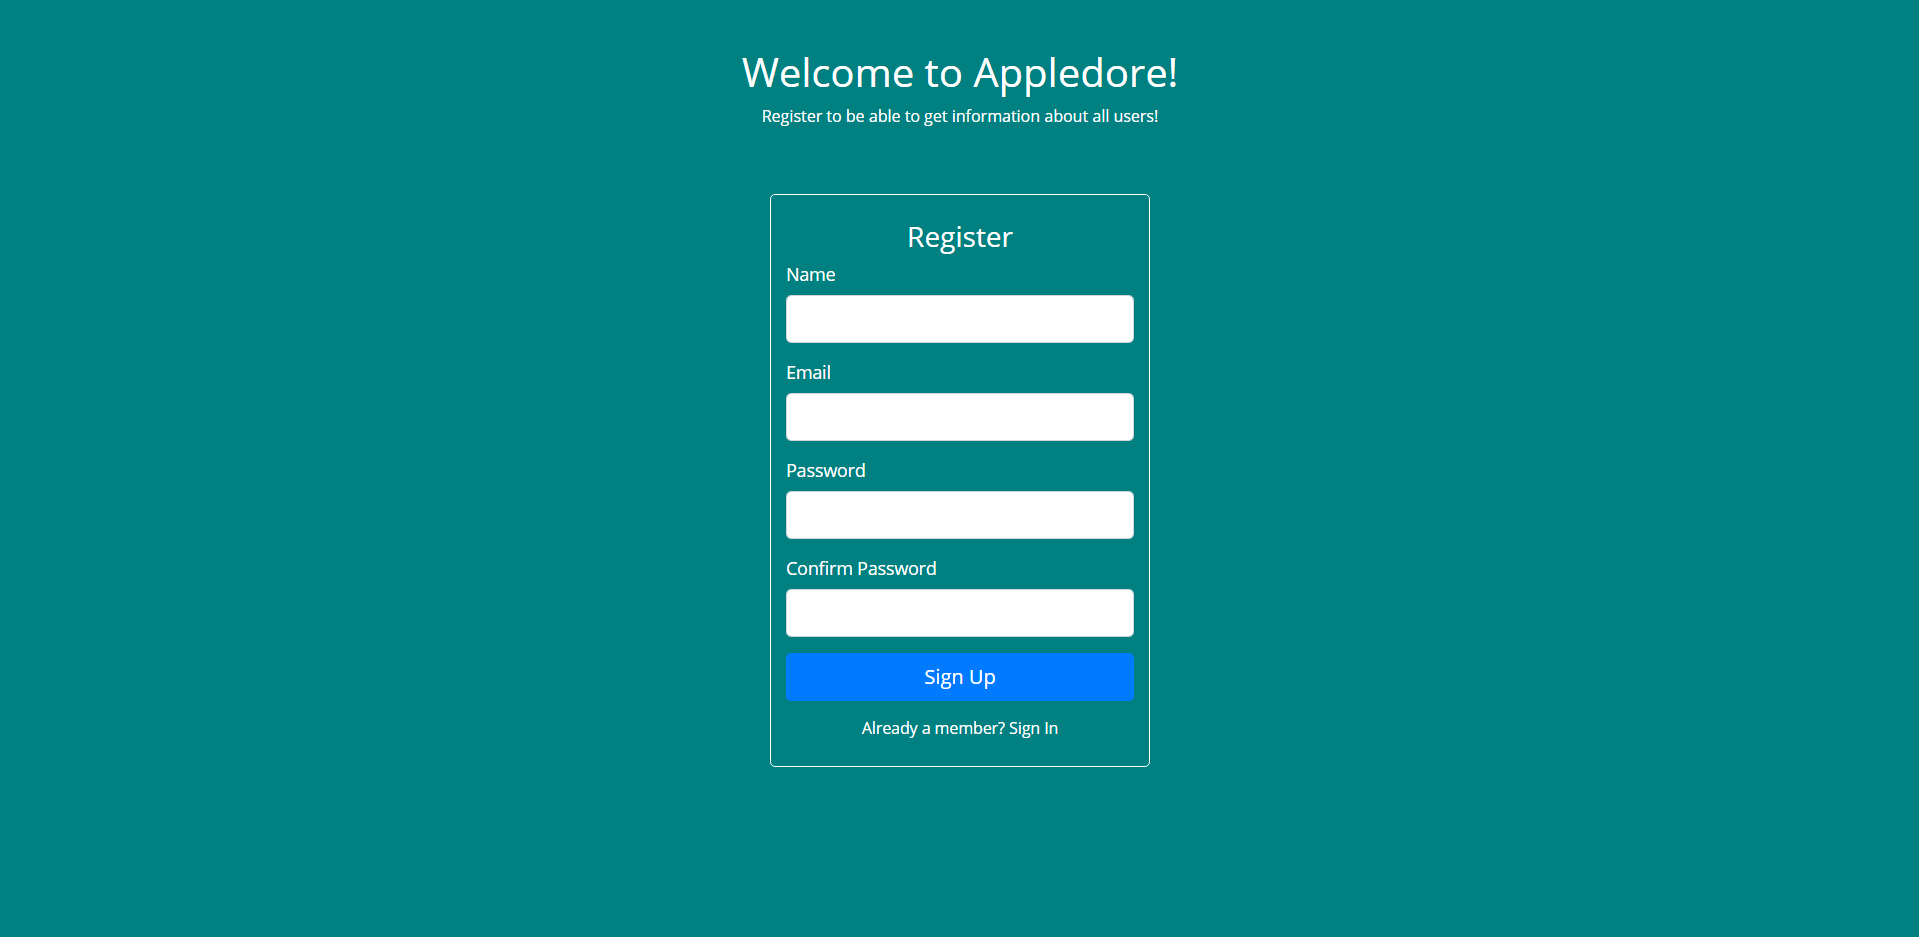 Welcome to Appledore!
Register to be able to get information about all users!
Register
Name
Email
Password
Confirm Password
Sign Up
Already a member? Sign In